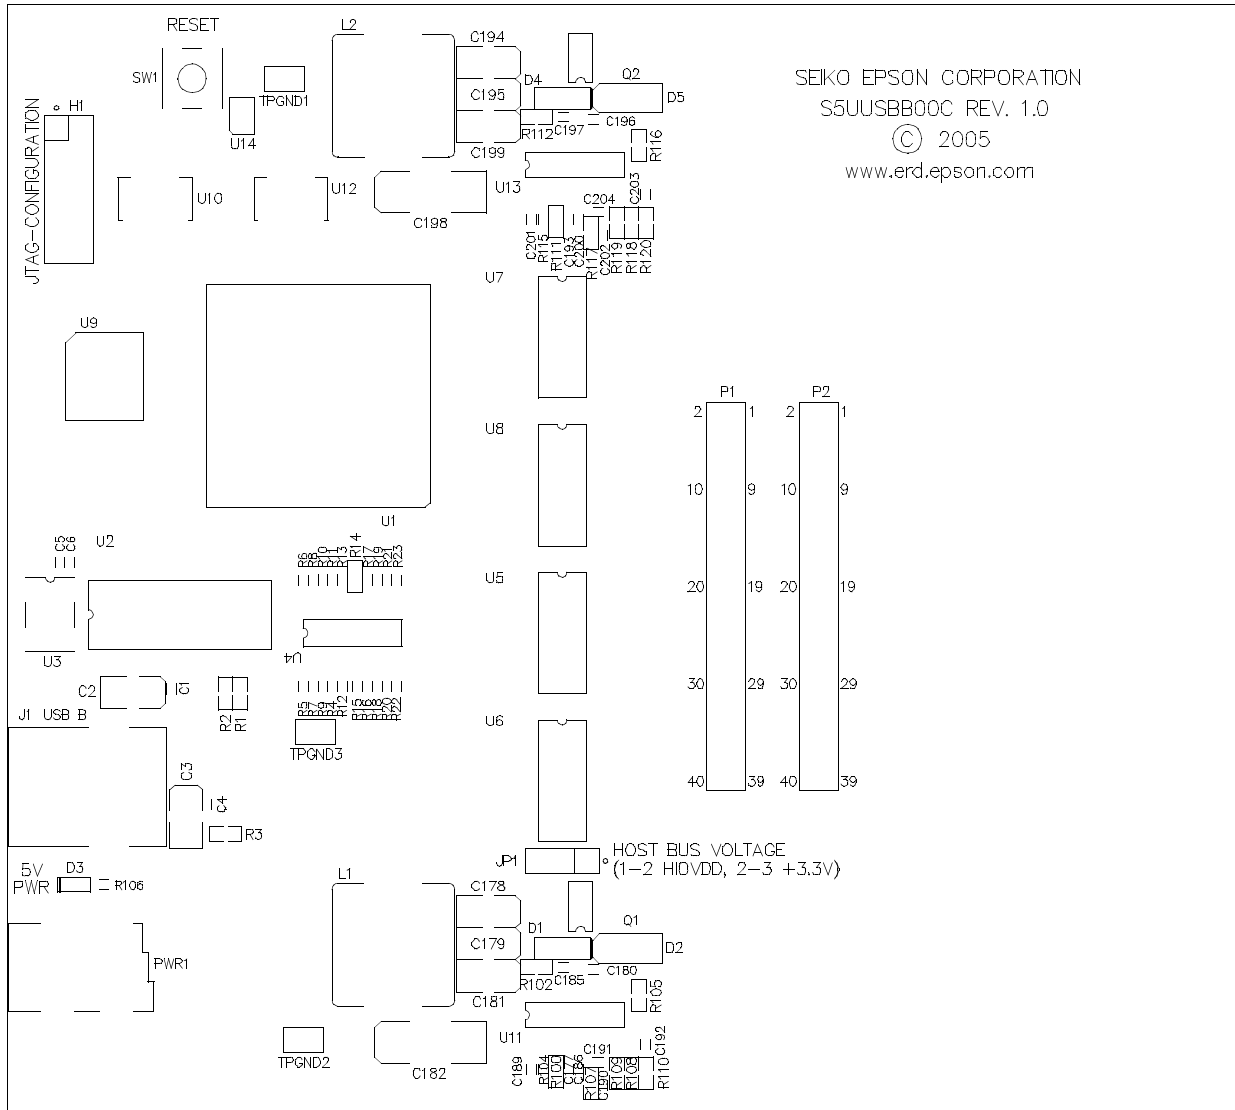 RESET
L2
C194
SW1
TPGND1
D4
Q2
D5
C195
H1
U14
R112
C197
C196
R116
C199
JTAG-CONFIGURATION
U10
U12
C198
U13
C204
C203
C201
R115
R111
C193
C200
R117
C202
R119
R118
R120
SEIKO EPSON CORPORATION
S5UUSBB00C REV. 1.0
© 2005
www.erd.epson.com
U7
U9
U8
U1
P1
P2
2 1 2 1
10 9 10 9
20 19 20 19
30 29 30 29
40 39 40 39
C5
C6
U2
R6
R8
R10
R11
R13
R14
R17
R19
R21
R23
U5
U3
U4
C2
C1
R2
R1
R5
R7
R9
R4
R12
R15
R16
R18
R20
R22
J1 USB B
TPGND3
U6
C3
C4
R3
JP1
HOST BUS VOLTAGE
(1-2 HIOVDD, 2-3 +3.3V)
5V
PWR
D3
R106
L1
C178
D1
Q1
D2
C179
PWR1
R102
C185
C180
R105
C181
U11
TPGND2
C182
C191
C192
C189
R104
R100
C177
C186
R107
C190
R109
R108
R110